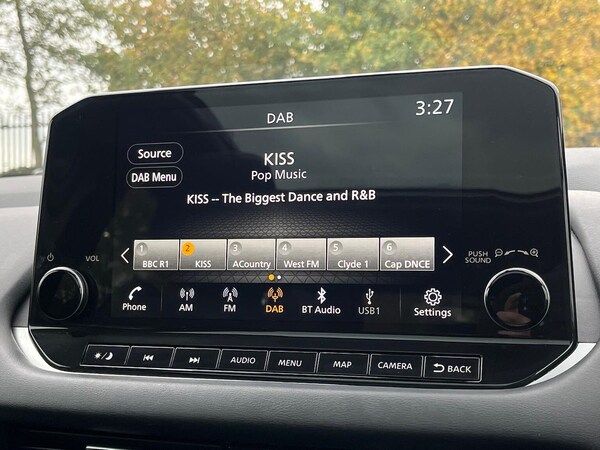 DAB
3:27
Source
KISS
DAB Menu
Pop Music
KISS -- The Biggest Dance and R&B
1 2 3 4 5 6
BBC R1 KISS ACountry West FM Clyde 1 Cap DNCE
VOL
PUSH
SOUND
Phone AM FM DAB BT Audio USB1 Settings
AUDIO MENU MAP CAMERA BACK